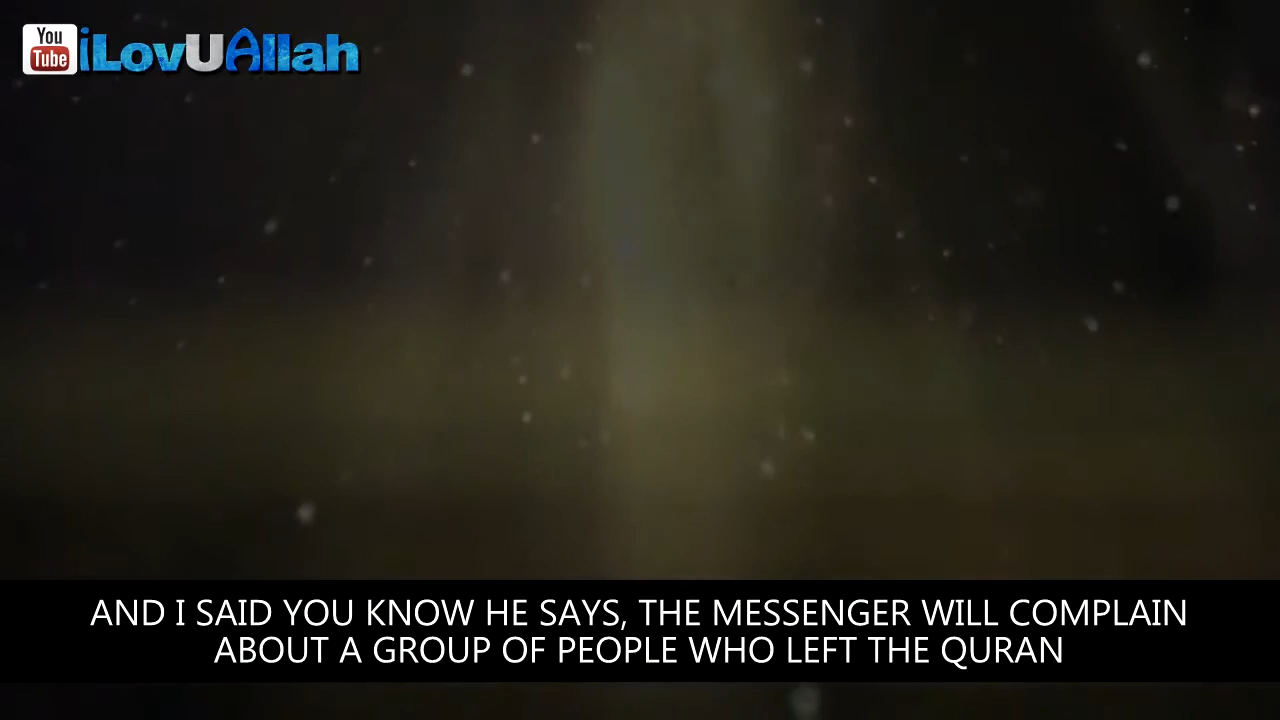 You
Tube
iLovUAllah
AND I SAID YOU KNOW HE SAYS, THE MESSENGER WILL COMPLAIN
ABOUT A GROUP OF PEOPLE WHO LEFT THE QURAN